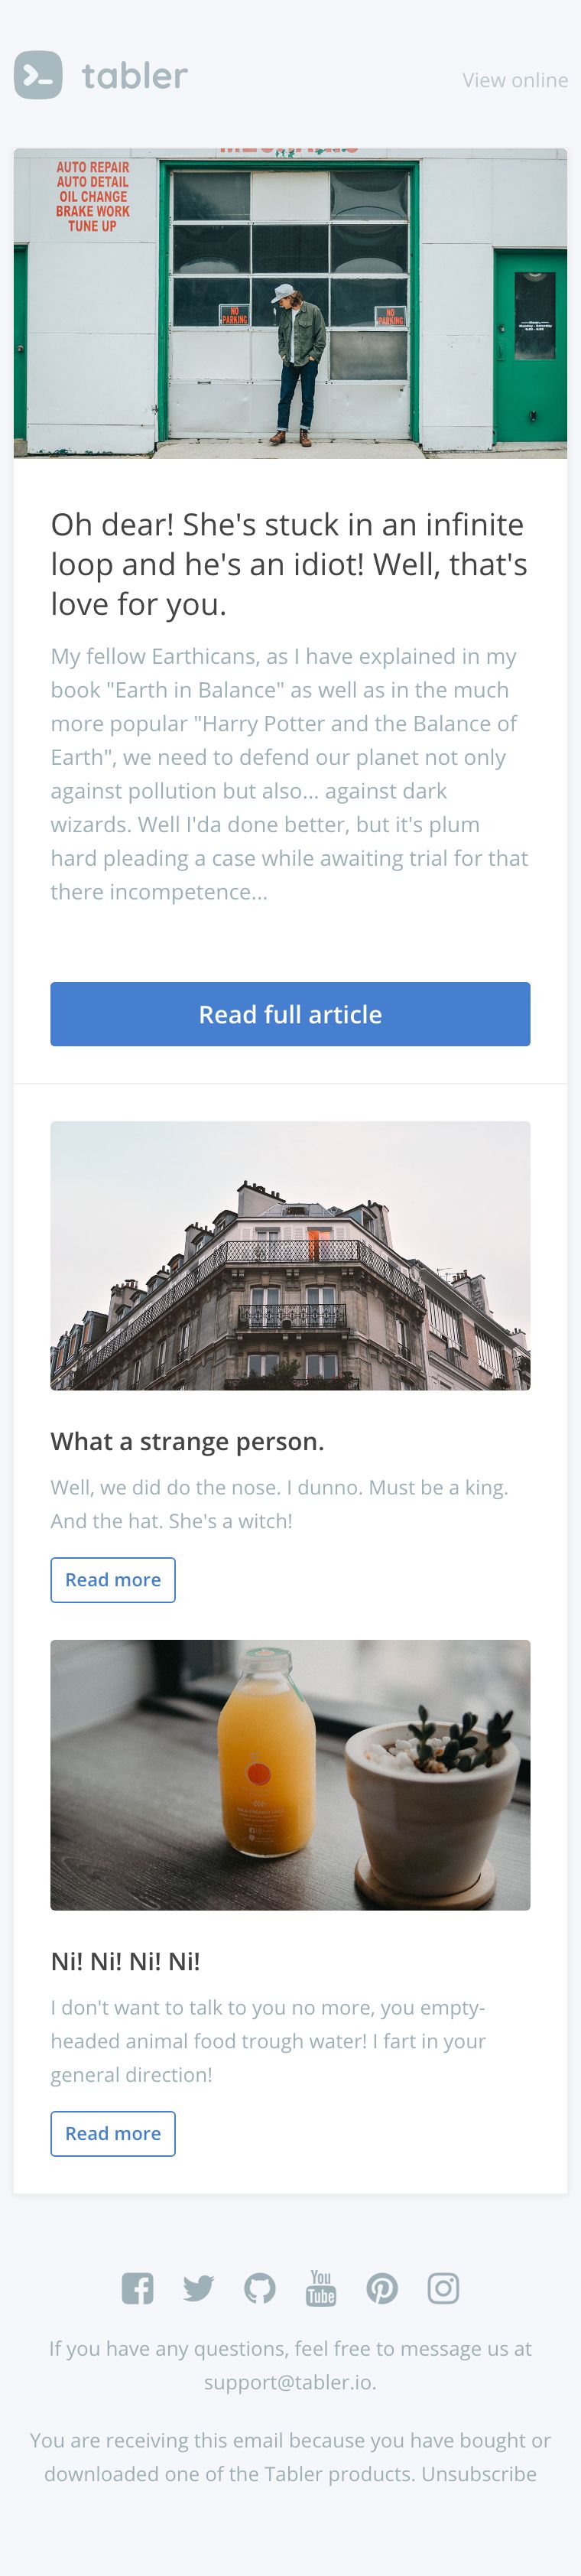 tabler
View online
AUTO REPAIR
AUTO DETAIL
OIL CHANGE
BRAKE WORK
TUNE UP
NO
PARKING
NO
PARKING
Oh dear! She's stuck in an infinite
loop and he's an idiot! Well, that's
love for you.
My fellow Earthicans, as I have explained in my
book "Earth in Balance" as well as in the much
more popular "Harry Potter and the Balance of
Earth", we need to defend our planet not only
against pollution but also... against dark
wizards. Well I'da done better, but it's plum
hard pleading a case while awaiting trial for that
there incompetence...
Read full article
What a strange person.
Well, we did do the nose. I dunno. Must be a king.
And the hat. She's a witch!
Read more
Ni! Ni! Ni! Ni!
I don't want to talk to you no more, you empty-
headed animal food trough water! I fart in your
general direction!
Read more
You
Tube
If you have any questions, feel free to message us at
support@tabler.io.
You are receiving this email because you have bought or
downloaded one of the Tabler products. Unsubscribe